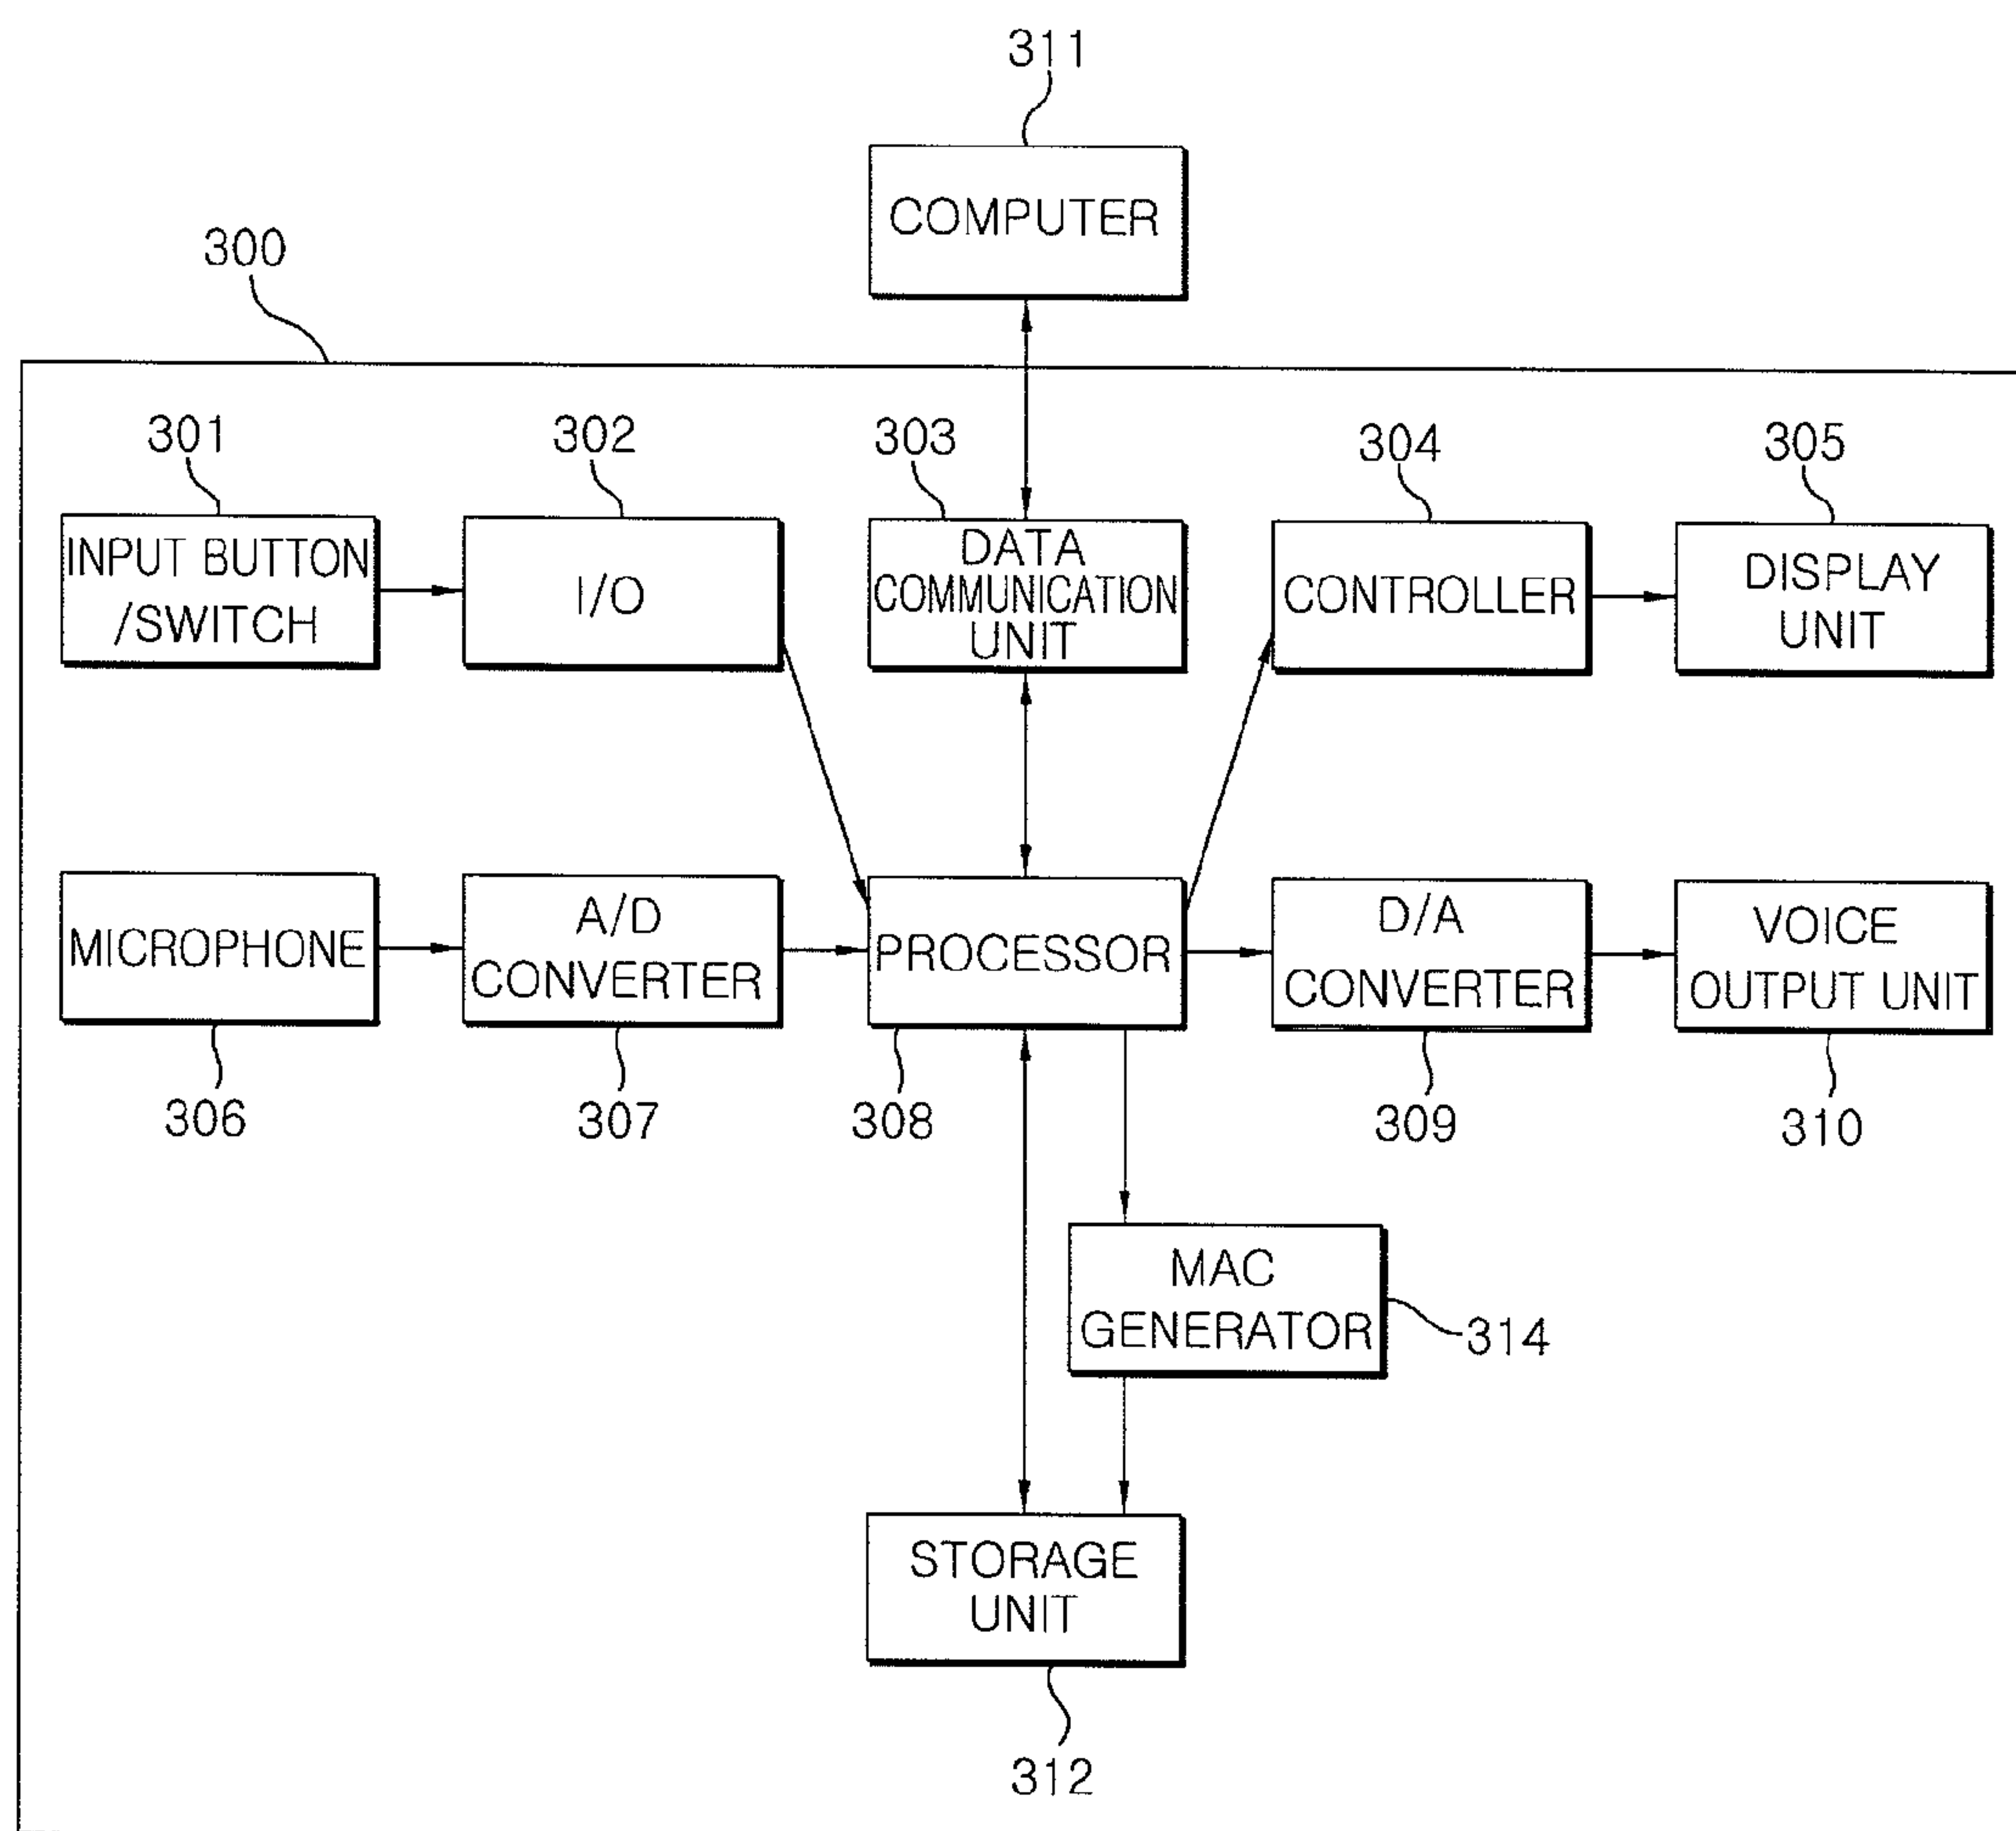 311
COMPUTER
300
301
302
303
304
305
INPUT BUTTON
/SWITCH
I/O
DATA
COMMUNICATION
UNIT
CONTROLLER
DISPLAY
UNIT
MICROPHONE
A/D
CONVERTER
PROCESSOR
D/A
CONVERTER
VOICE
OUTPUT UNIT
306
307
308
309
310
MAC
GENERATOR
314
STORAGE
UNIT
312